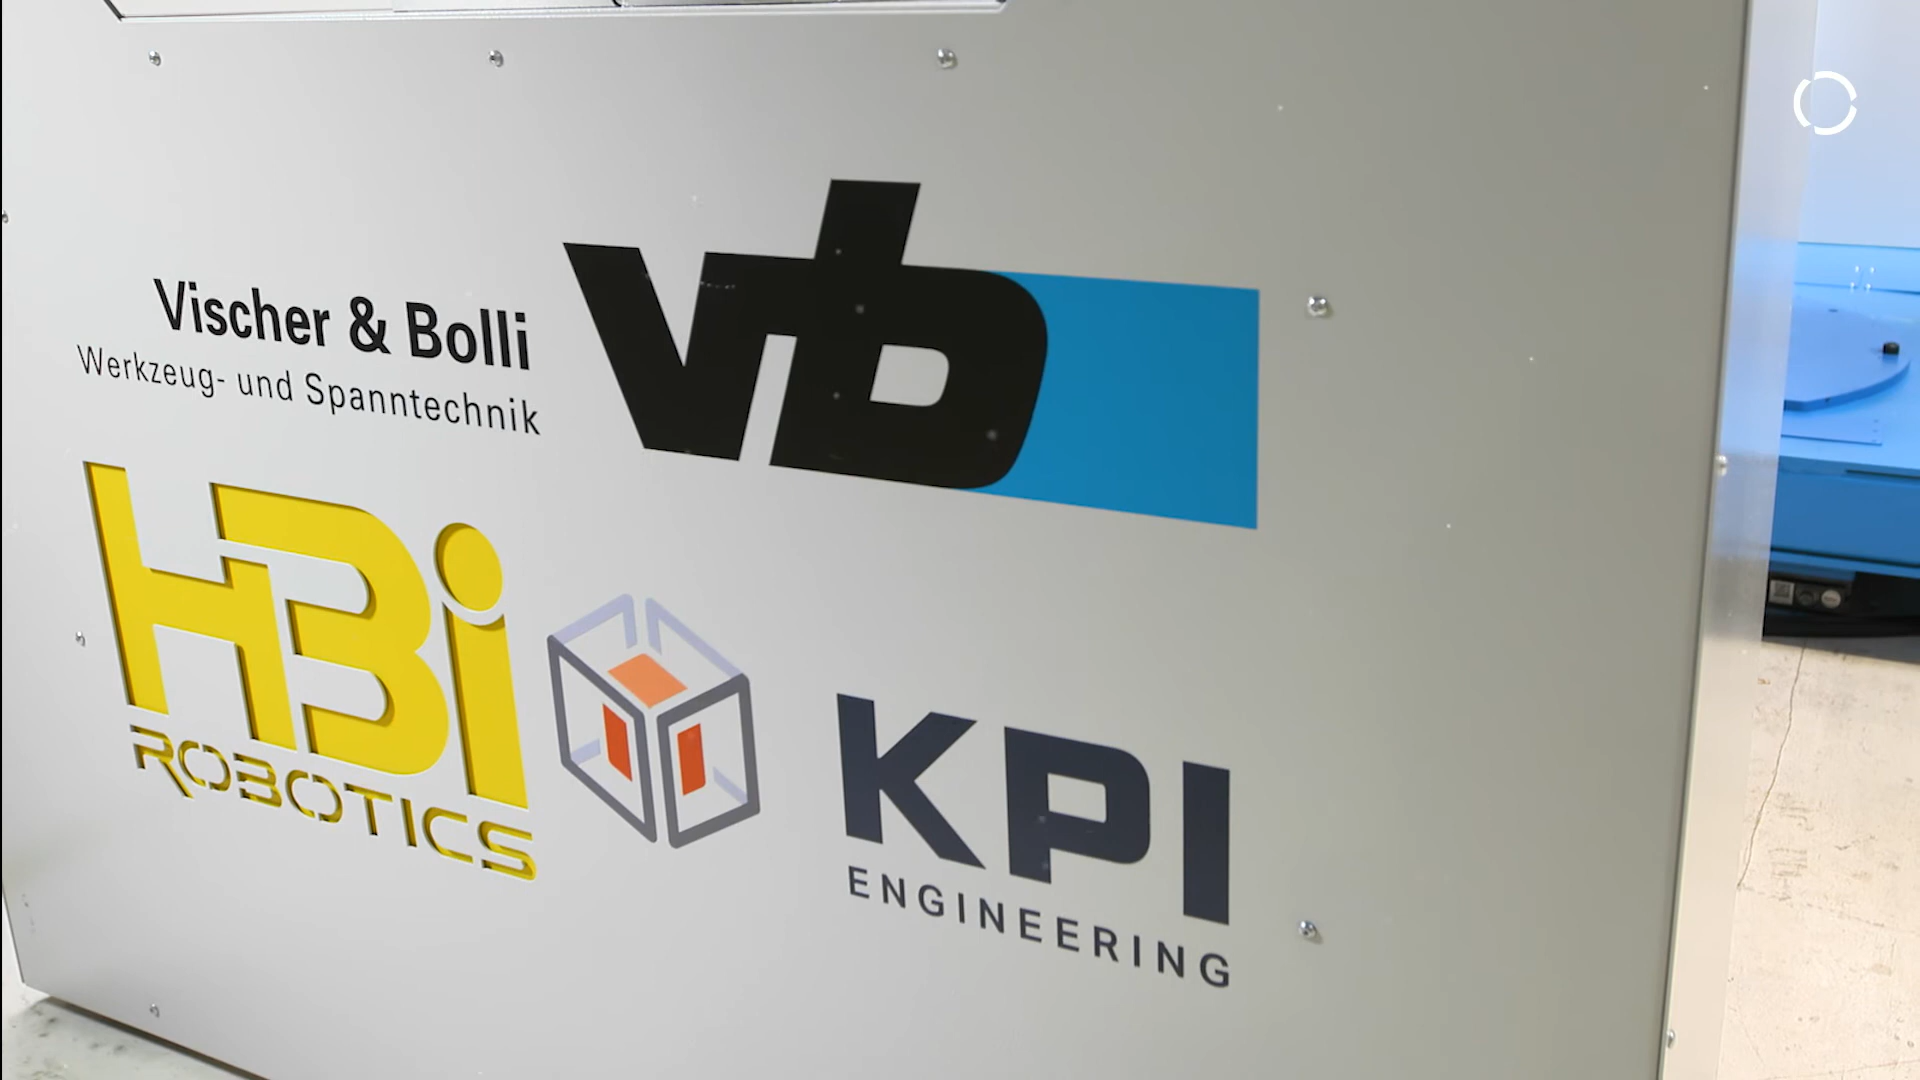 Vischer & Bolli
Werkzeug- und Spanntechnik
vb
HBi
ROBOTICS
KPI
ENGINEERING